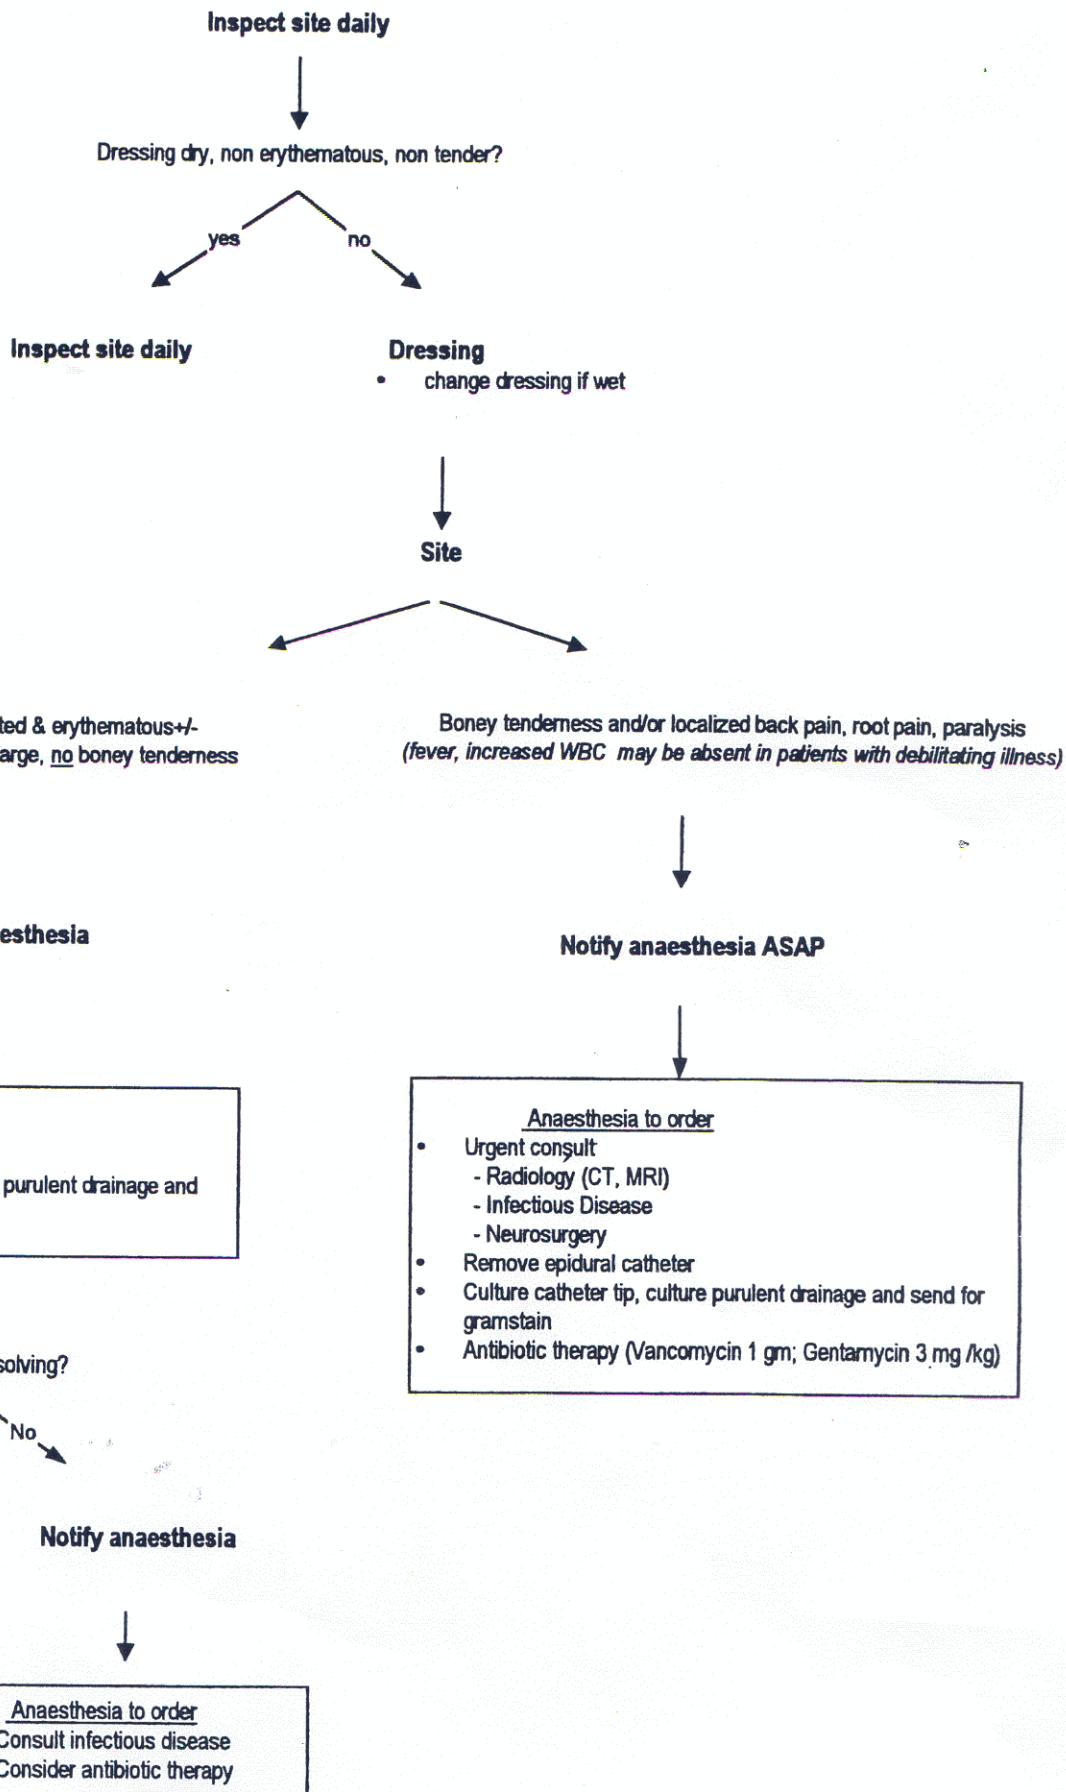 Inspect site daily
Dressing dry, non erythematous, non tender?
yes
no
Inspect site daily
Dressing
• change dressing if wet
Site
ted & erythematous+/-
arge, no boney tenderness
Boney tenderness and/or localized back pain, root pain, paralysis
(fever, increased WBC may be absent in patients with debilitating illness)
esthesia
Notify anaesthesia ASAP
purulent drainage and
Anaesthesia to order
• Urgent consult
- Radiology (CT, MRI)
- Infectious Disease
- Neurosurgery
• Remove epidural catheter
• Culture catheter tip, culture purulent drainage and send for
gramstain
• Antibiotic therapy (Vancomycin 1 gm; Gentamycin 3 mg /kg)
solving?
No
Notify anaesthesia
Anaesthesia to order
Consult infectious disease
Consider antibiotic therapy